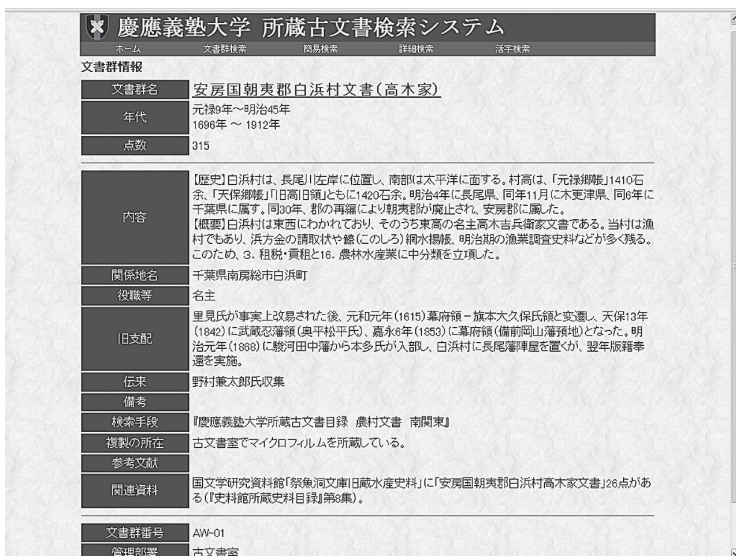 慶應義塾大学 所蔵古文書検索システム
ホーム 文書群検索 簡易検索 詳細検索 活字検索
文書群情報
文書群名 安房国朝夷郡白浜村文書(高木家)
年代 元禄9年～明治45年
1696年 ～ 1912年
点数 315
内容 【歴史】白浜村は、長尾川左岸に位置し、南部は太平洋に面する。村高は、「元禄郷帳」1410石
余、「天保郷帳」「旧高旧領」ともに1420石余。明治4年に長尾県、同年11月に木更津県、同6年に
千葉県に属す。同30年、郡の再編により朝夷郡が廃止され、安房郡に属した。
【概要】白浜村は東西にわかれており、そのうち東高の名主高木吉兵衛家文書である。当村は漁
村でもあり、浜方金の請取状や鰶(このしろ)網水揚帳、明治期の漁業調査史料などが多く残る。
このため、3．租税・貢租と16．農林水産業に中分類を立項した。
関係地名 千葉県南房総市白浜町
役職等 名主
旧支配 里見氏が事実上改易された後、元和元年(1615)幕府領－旗本大久保氏領と変遷し、天保13年
(1842)に武蔵忍藩領(奥平松平氏)、嘉永6年(1853)に幕府領(備前岡山藩預地)となった。明
治元年(1868)に駿河田中藩から本多氏が入部し、白浜村に長尾藩陣屋を置くが、翌年版籍奉
還を実施。
伝来 野村兼太郎氏収集
備考
検索手段 『慶應義塾大学所蔵古文書目録 農村文書 南関東』
複製の所在 古文書室でマイクロフィルムを所蔵している。
参考文献
関連資料 国文学研究資料館「祭魚洞文庫旧蔵水産史料」に「安房国朝夷郡白浜村高木家文書」26点があ
る(『史料館所蔵史料目録』第8集)。
文書群番号 AW-01
管理部署 古文書室